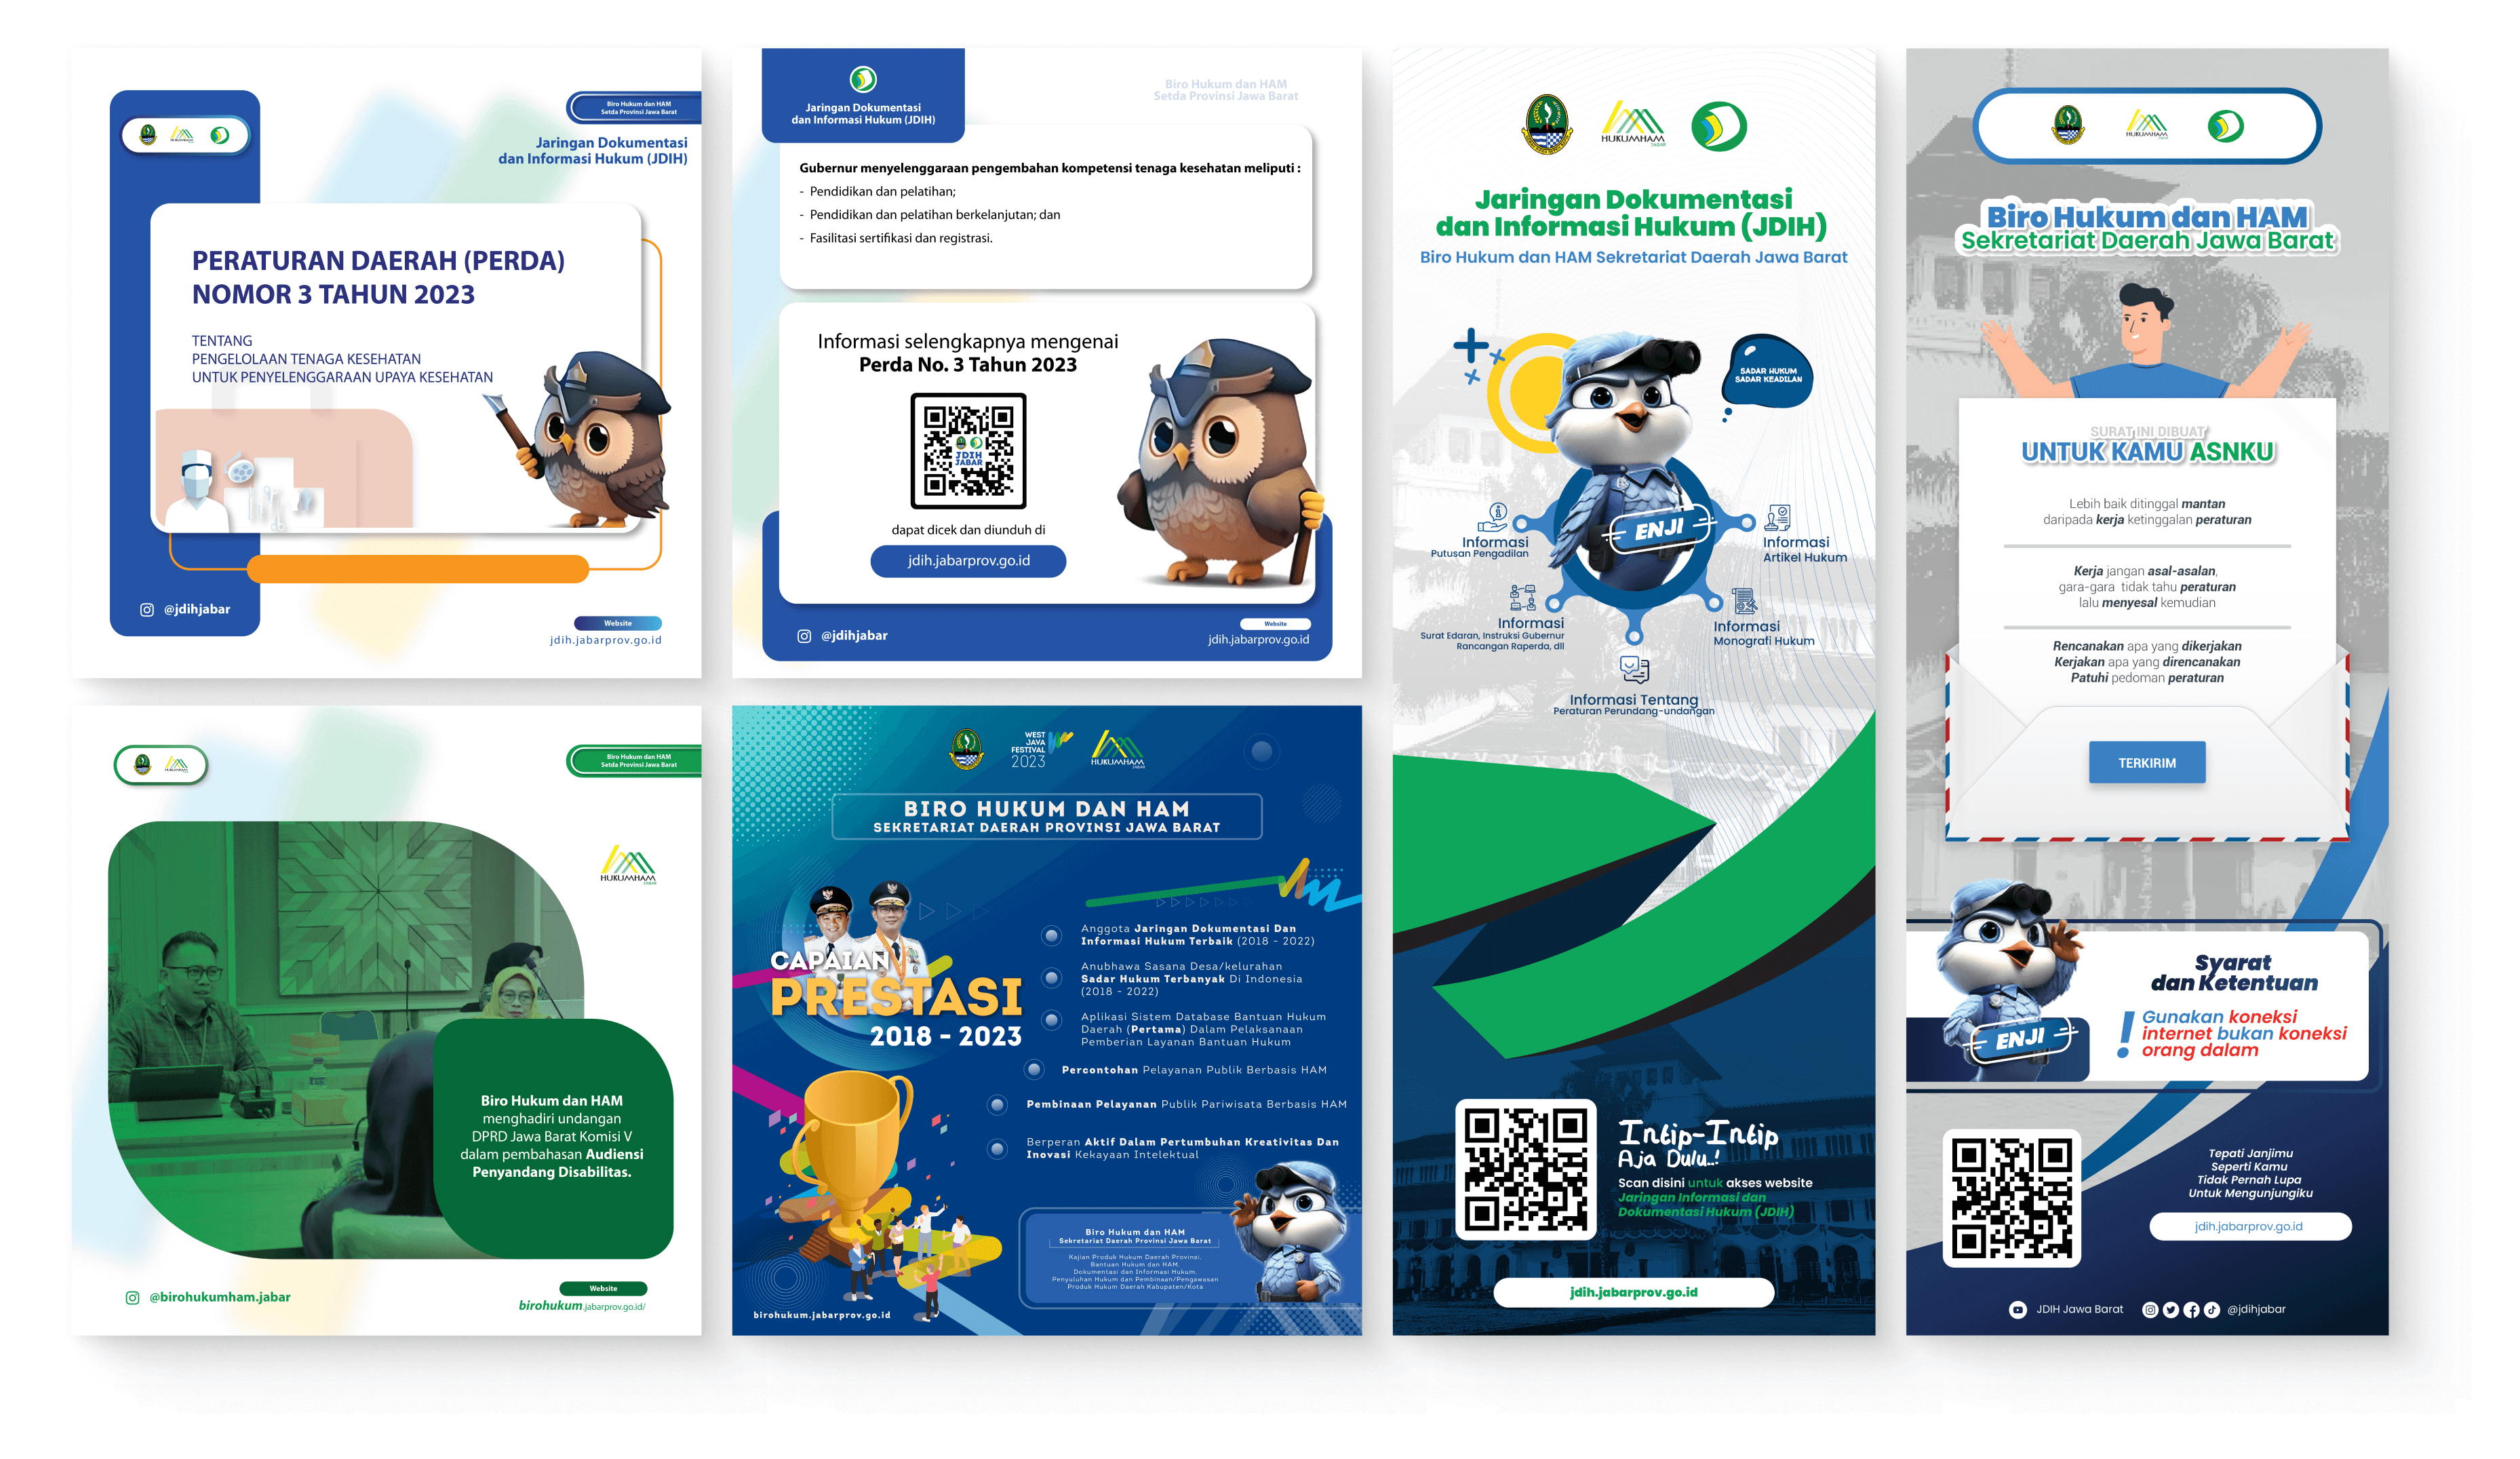 HUKUMHAM
JABAR
Biro Hukum dan HAM
Setda Provinsi Jawa Barat
Jaringan Dokumentasi
dan Informasi Hukum (JDIH)
PERATURAN DAERAH (PERDA)
NOMOR 3 TAHUN 2023
TENTANG
PENGELOLAAN TENAGA KESEHATAN
UNTUK PENYELENGGARAAN UPAYA KESEHATAN
@jdihjabar
Website
jdih.jabarprov.go.id
Jaringan Dokumentasi
dan Informasi Hukum (JDIH)
Biro Hukum dan HAM
Setda Provinsi Jawa Barat
Gubernur menyelenggaraan pengembahan kompetensi tenaga kesehatan meliputi :
- Pendidikan dan pelatihan;
- Pendidikan dan pelatihan berkelanjutan; dan
- Fasilitasi sertifikasi dan registrasi.
Informasi selengkapnya mengenai
Perda No. 3 Tahun 2023
JDIH
JABAR
dapat dicek dan diunduh di
jdih.jabarprov.go.id
@jdihjabar
Website
jdih.jabarprov.go.id
HUKUMHAM
Biro Hukum dan HAM
Setda Provinsi Jawa Barat
HUKUMHAM
JABAR
Biro Hukum dan HAM
menghadiri undangan
DPRD Jawa Barat Komisi V
dalam pembahasan Audiensi
Penyandang Disabilitas.
@birohukumham.jabar
Website
birohukum.jabarprov.go.id/
WEST
JAVA
FESTIVAL
2023
HUKUMHAM
JABAR
BIRO HUKUM DAN HAM
SEKRETARIAT DAERAH PROVINSI JAWA BARAT
CAPAIAN
PRESTASI
2018 - 2023
Anggota Jaringan Dokumentasi Dan
Informasi Hukum Terbaik (2018 - 2022)
Anubhawa Sasana Desa/kelurahan
Sadar Hukum Terbanyak Di Indonesia
(2018 - 2022)
Aplikasi Sistem Database Bantuan Hukum
Daerah (Pertama) Dalam Pelaksanaan
Pemberian Layanan Bantuan Hukum
Percontohan Pelayanan Publik Berbasis HAM
Pembinaan Pelayanan Publik Pariwisata Berbasis HAM
Berperan Aktif Dalam Pertumbuhan Kreativitas Dan
Inovasi Kekayaan Intelektual
Biro Hukum dan HAM
Sekretariat Daerah Provinsi Jawa Barat
Kajian Produk Hukum Daerah Provinsi.
Bantuan Hukum dan HAM.
Dokumentasi dan Informasi Hukum.
Penyuluhan Hukum dan Pembinaan/Pengawasan
Produk Hukum Daerah Kabupaten/Kota
birohukum.jabarprov.go.id
HUKUMHAM
JABAR
Jaringan Dokumentasi
dan Informasi Hukum (JDIH)
Biro Hukum dan HAM Sekretariat Daerah Jawa Barat
SADAR HUKUM
SADAR KEADILAN
ENJI
Informasi
Putusan Pengadilan
Informasi
Artikel Hukum
Informasi
Surat Edaran, Instruksi Gubernur
Rancangan Raperda, dll
Informasi
Monografi Hukum
Informasi Tentang
Peraturan Perundang-undangan
Intip-Intip
Aja Dulu..!
Scan disini untuk akses website
Jaringan Informasi dan
Dokumentasi Hukum (JDIH)
jdih.jabarprov.go.id
HUKUMHAM
JABAR
Biro Hukum dan HAM
Sekretariat Daerah Jawa Barat
SURAT INI DIBUAT
UNTUK KAMU ASNKU
Lebih baik ditinggal mantan
daripada kerja ketinggalan peraturan
Kerja jangan asal-asalan,
gara-gara tidak tahu peraturan
lalu menyesal kemudian
Rencanakan apa yang dikerjakan
Kerjakan apa yang direncanakan
Patuhi pedoman peraturan
TERKIRIM
ENJI
Syarat
dan Ketentuan
! Gunakan koneksi
internet bukan koneksi
orang dalam
Tepati Janjimu
Seperti Kamu
Tidak Pernah Lupa
Untuk Mengunjungiku
jdih.jabarprov.go.id
JDIH Jawa Barat
@jdihjabar